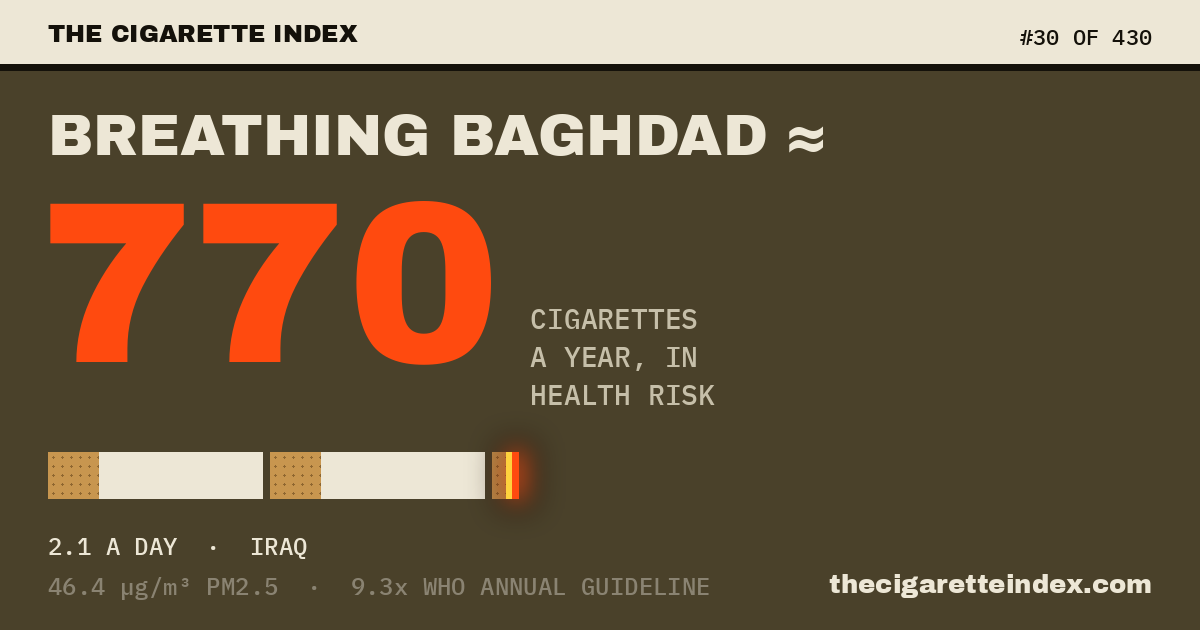 THE CIGARETTE INDEX
#30 OF 430
BREATHING BAGHDAD ≈
770
CIGARETTES
A YEAR, IN
HEALTH RISK
2.1 A DAY · IRAQ
46.4 µg/m³ PM2.5 · 9.3x WHO ANNUAL GUIDELINE
thecigaretteindex.com